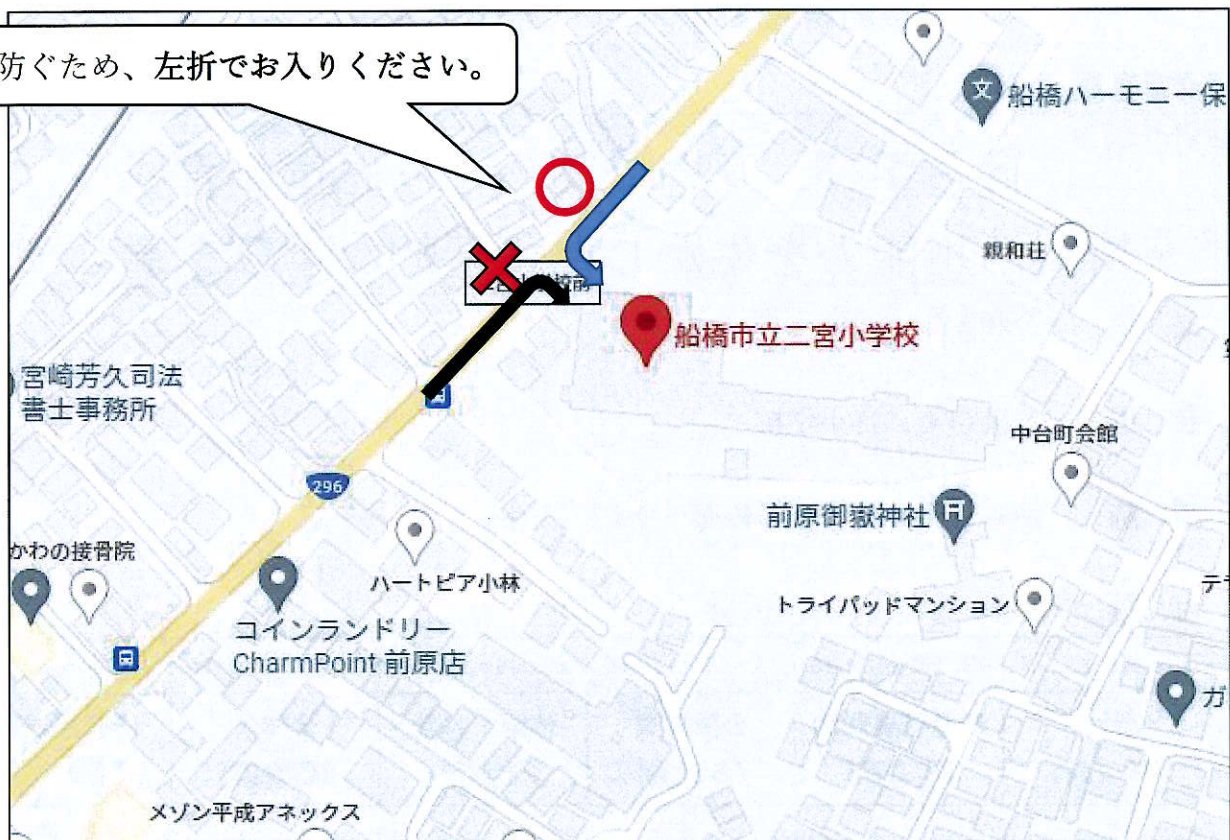 防ぐため、左折でお入りください。
船橋ハーモニー保
親和荘
船橋市立二宮小学校
宮崎芳久司法
書士事務所
中台町会館
296
前原御嶽神社
かわの接骨院
ハートピア小林
トライパッドマンション
テラ
コインランドリー
CharmPoint 前原店
ガ
メゾン平成アネックス